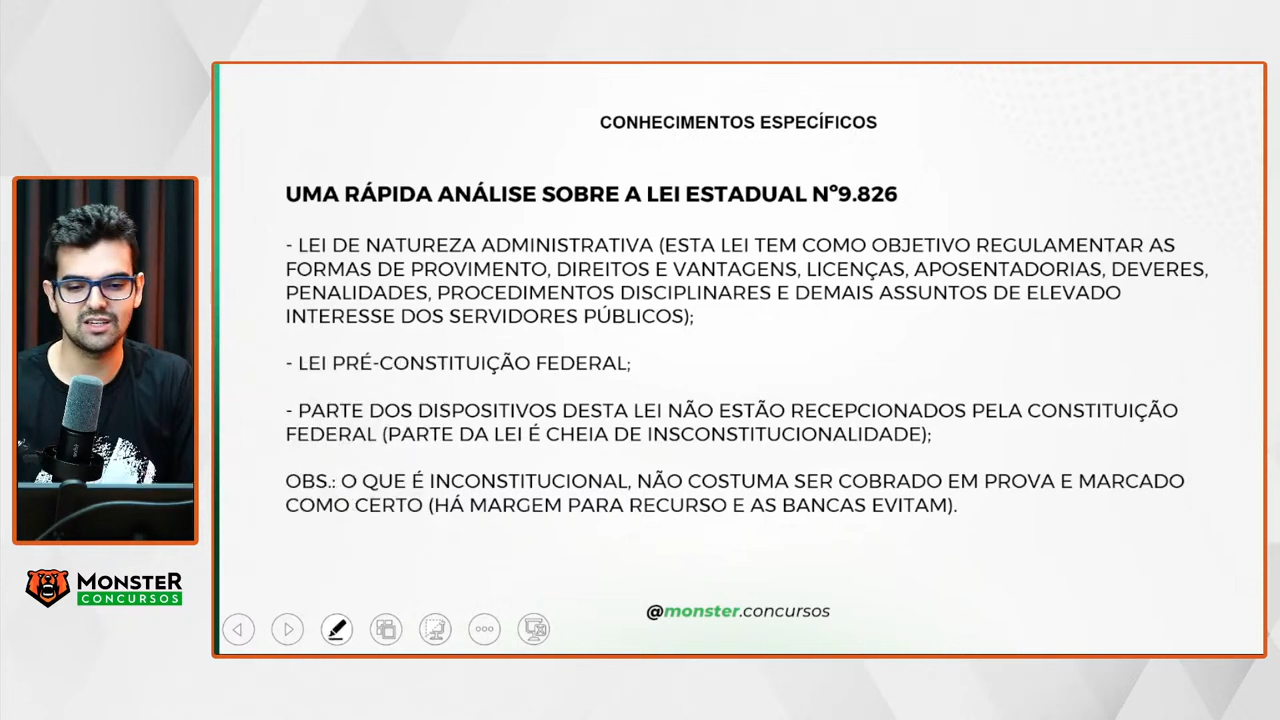 CONHECIMENTOS ESPECÍFICOS
UMA RÁPIDA ANÁLISE SOBRE A LEI ESTADUAL Nº9.826
- LEI DE NATUREZA ADMINISTRATIVA (ESTA LEI TEM COMO OBJETIVO REGULAMENTAR AS
FORMAS DE PROVIMENTO, DIREITOS E VANTAGENS, LICENÇAS, APOSENTADORIAS, DEVERES,
PENALIDADES, PROCEDIMENTOS DISCIPLINARES E DEMAIS ASSUNTOS DE ELEVADO
INTERESSE DOS SERVIDORES PÚBLICOS);
- LEI PRÉ-CONSTITUIÇÃO FEDERAL;
- PARTE DOS DISPOSITIVOS DESTA LEI NÃO ESTÃO RECEPCIONADOS PELA CONSTITUIÇÃO
FEDERAL (PARTE DA LEI É CHEIA DE INSCONSTITUCIONALIDADE);
OBS.: O QUE É INCONSTITUCIONAL, NÃO COSTUMA SER COBRADO EM PROVA E MARCADO
COMO CERTO (HÁ MARGEM PARA RECURSO E AS BANCAS EVITAM).
MONSTER
CONCURSOS
@monster.concursos